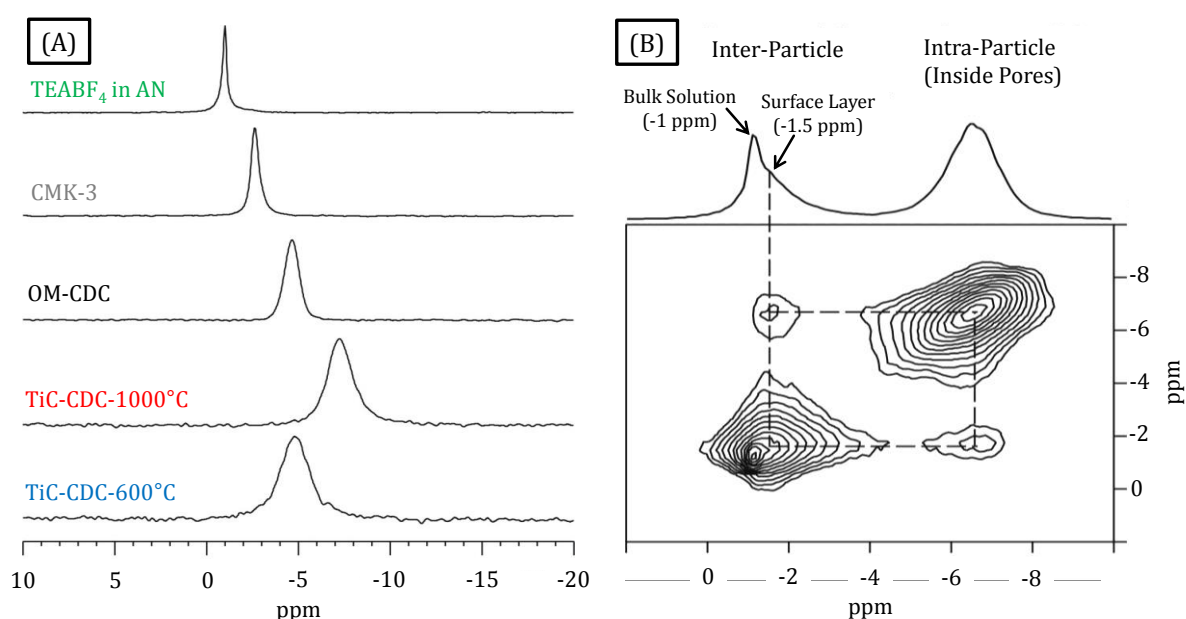 (A)
TEABF₄ in AN
CMK-3
OM-CDC
TiC-CDC-1000°C
TiC-CDC-600°C
10 5 0 -5 -10 -15 -20
ppm
(B)
Inter-Particle
Intra-Particle
(Inside Pores)
Bulk Solution
(-1 ppm)
Surface Layer
(-1.5 ppm)
-8
-6
-4
-2
0
ppm
0 -2 -4 -6 -8
ppm